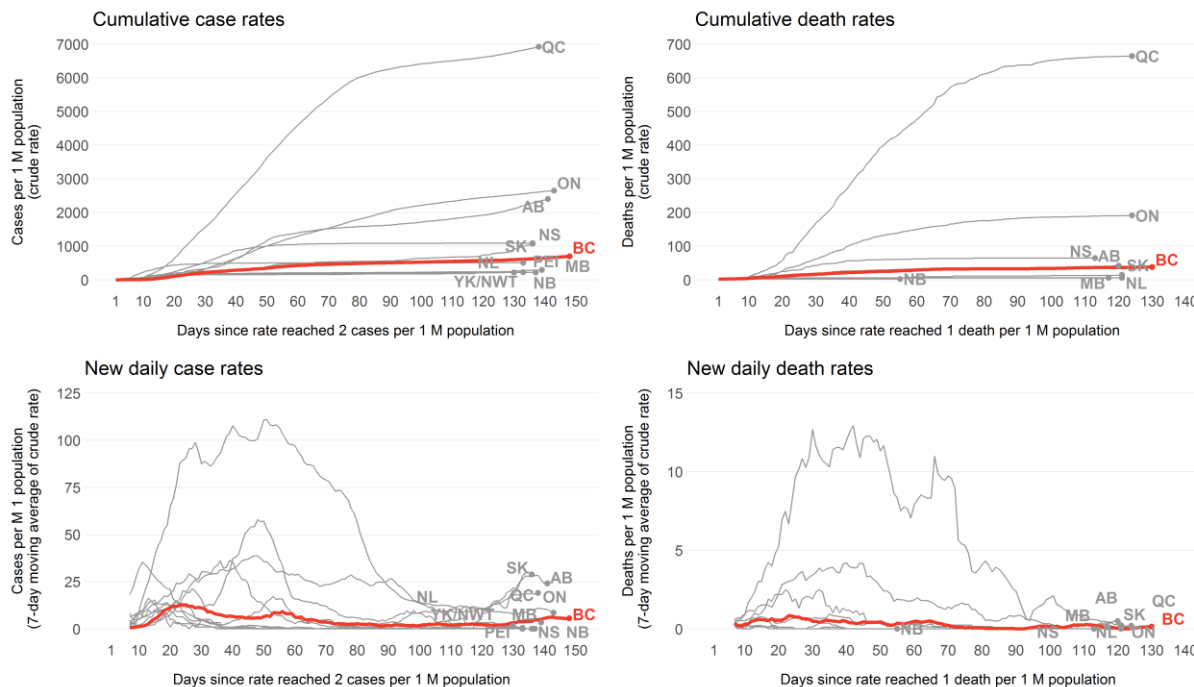 Cumulative case rates
Cases per 1 M population
(crude rate)
7000
6000
5000
4000
3000
2000
1000
0
QC
ON
AB
NS
SK
BC
NL
PEI
MB
YK/NWT
NB
1 10 20 30 40 50 60 70 80 90 100 110 120 130 140 150
Days since rate reached 2 cases per 1 M population
Cumulative death rates
Deaths per 1 M population
(crude rate)
700
600
500
400
300
200
100
0
QC
ON
NS AB
BC
SK
NB
MB
NL
1 10 20 30 40 50 60 70 80 90 100 110 120 130 140
Days since rate reached 1 death per 1 M population
New daily case rates
Cases per M 1 population
(7-day moving average of crude rate)
125
100
75
50
25
0
SK
AB
NL
QC ON
YK/NWT
MB
BC
PEI
NS NB
1 10 20 30 40 50 60 70 80 90 100 110 120 130 140 150
Days since rate reached 2 cases per 1 M population
New daily death rates
Deaths per 1 M population
(7-day moving average of crude rate)
15
10
5
0
AB
QC
MB
SK
BC
NB
NS
NL
ON
1 10 20 30 40 50 60 70 80 90 100 110 120 130 140
Days since rate reached 1 death per 1 M population